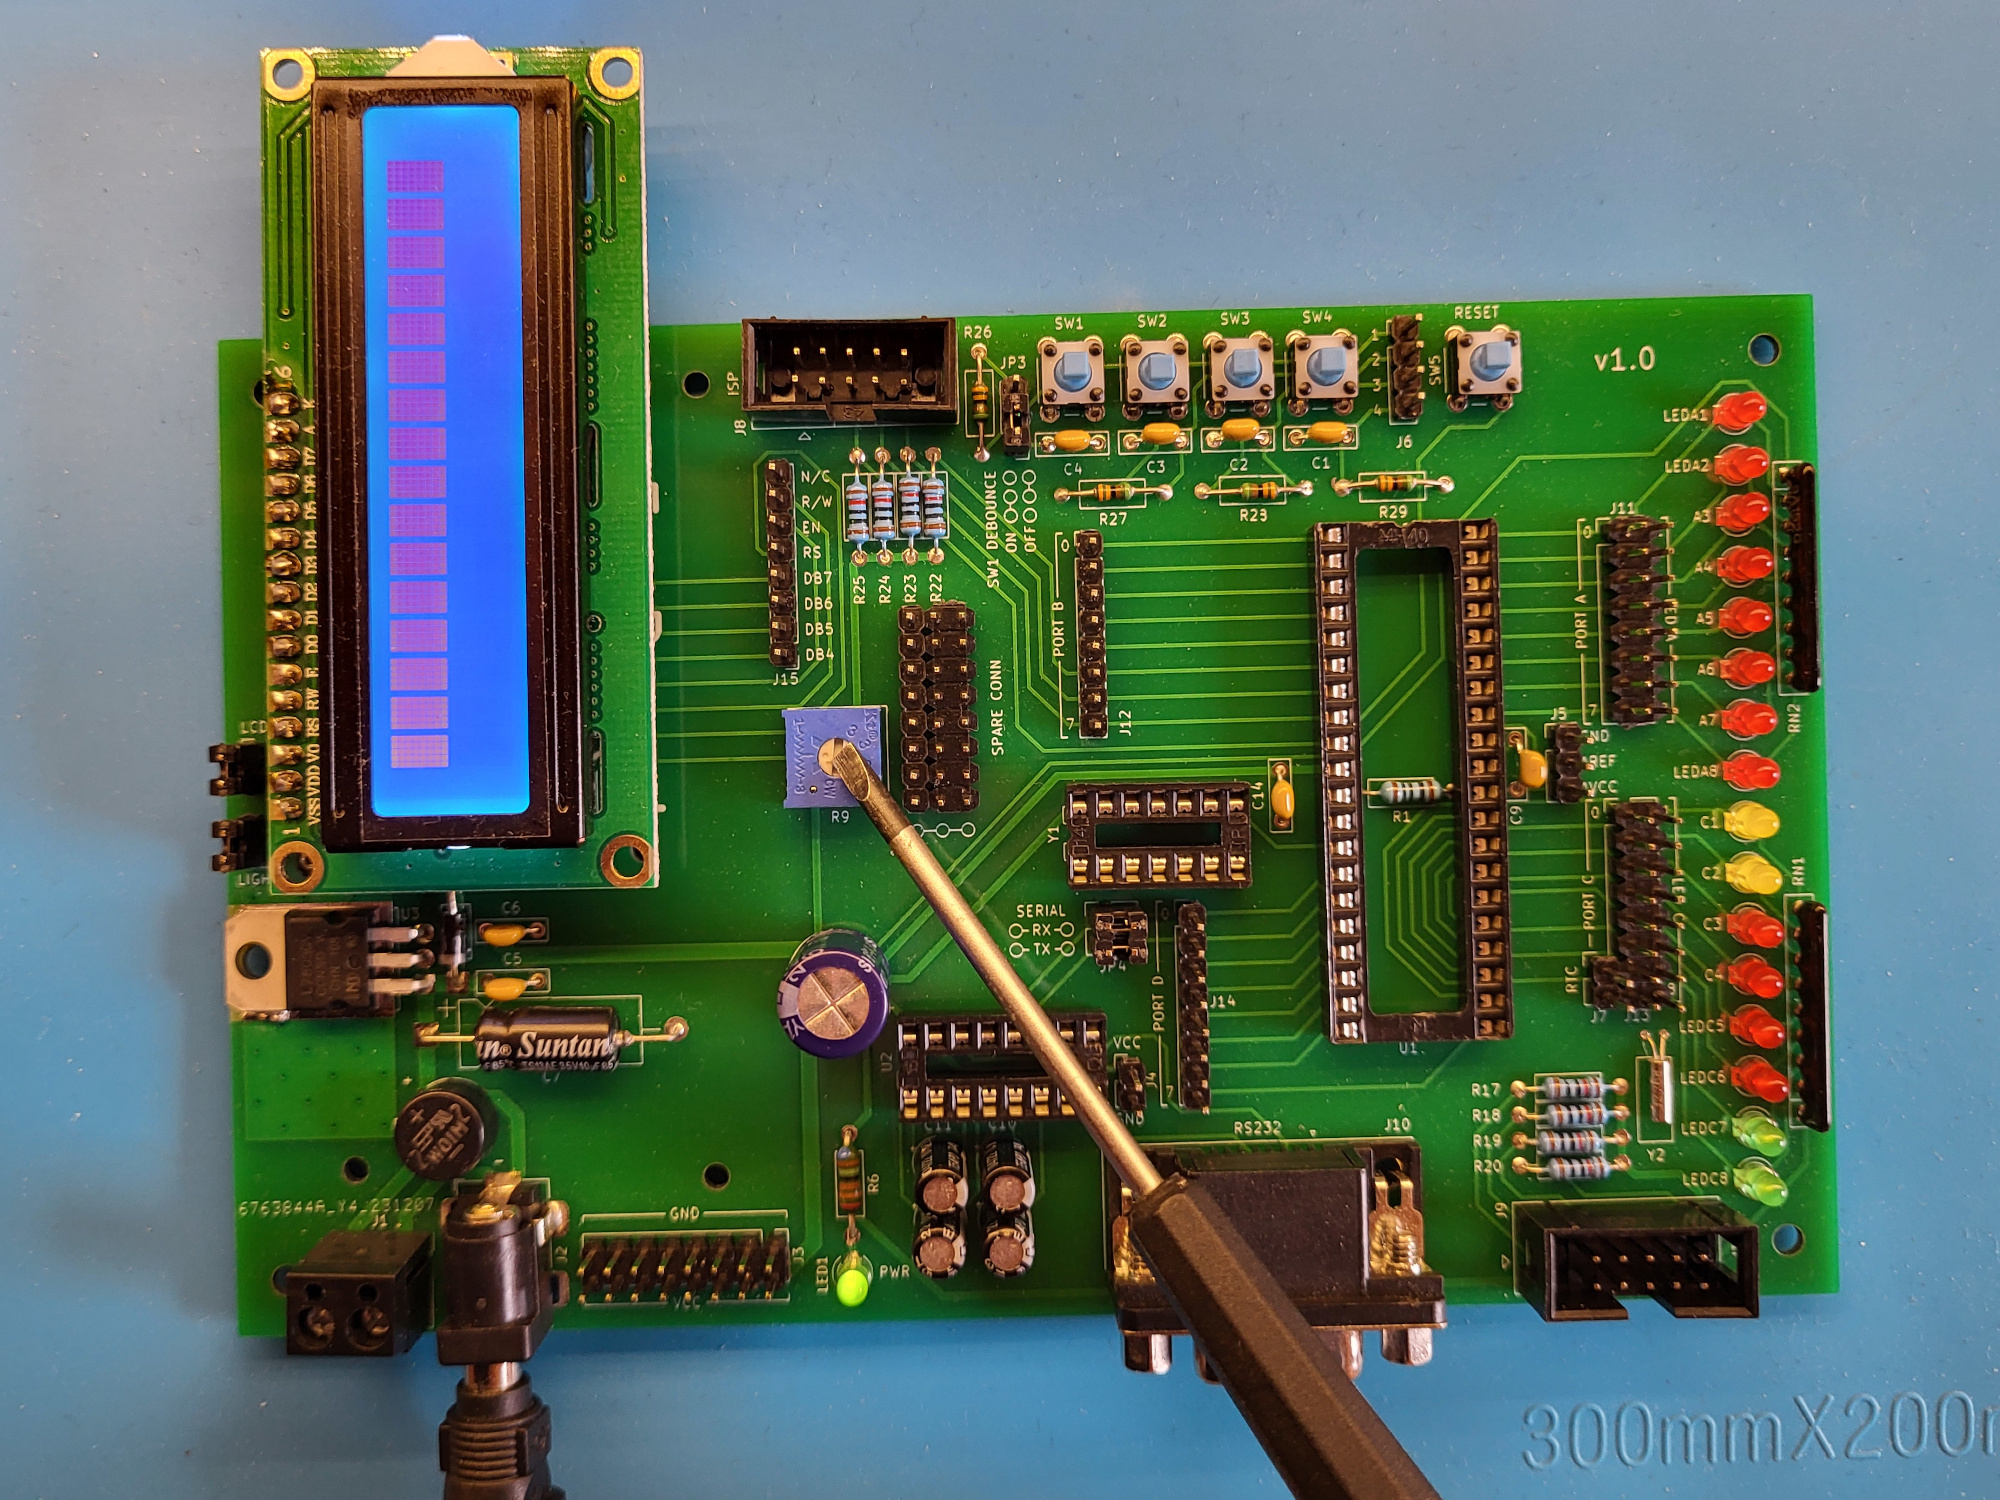 16
K
A
D7
D6
D5
D4
D3
D2
D1
D0
E
RW
RS
V0
VDD
VSS
1
LCD
ISP
J8
R26
JP3
SW1
SW2
SW3
SW4
1
2
3
4
SW5
J6
RESET
v1.0
C4
C3
C2
C1
R27
R29
N/C
R/W
EN
RS
DB7
DB6
DB5
DB4
J15
R25
R24
R23
R22
SW1 DEBOUNCE
ON
OFF
PORT B
0
7
J12
SPARE CONN
R9
Y1
C14
R1
U1
C9
J5
GND
AREF
VCC
J11
PORT A
0
7
LEDA1
LEDA2
A3
A4
A5
A6
A7
LEDA8
RN2
C1
C2
C3
C4
LEDC5
LEDC6
LEDC7
LEDC8
RN1
PORT C
0
RTC
J7
J13
SERIAL
RX
TX
JP4
PORT D
0
7
J14
U2
VCC
J4
GND
U3
C6
C5
+
Suntan
C7
R17
R18
R19
R20
Y2
J9
RS232
J10
C11
C10
R6
LED1
PWR
6763844A_Y4_231207
J1
J2
GND
VCC
J3
300mmX200